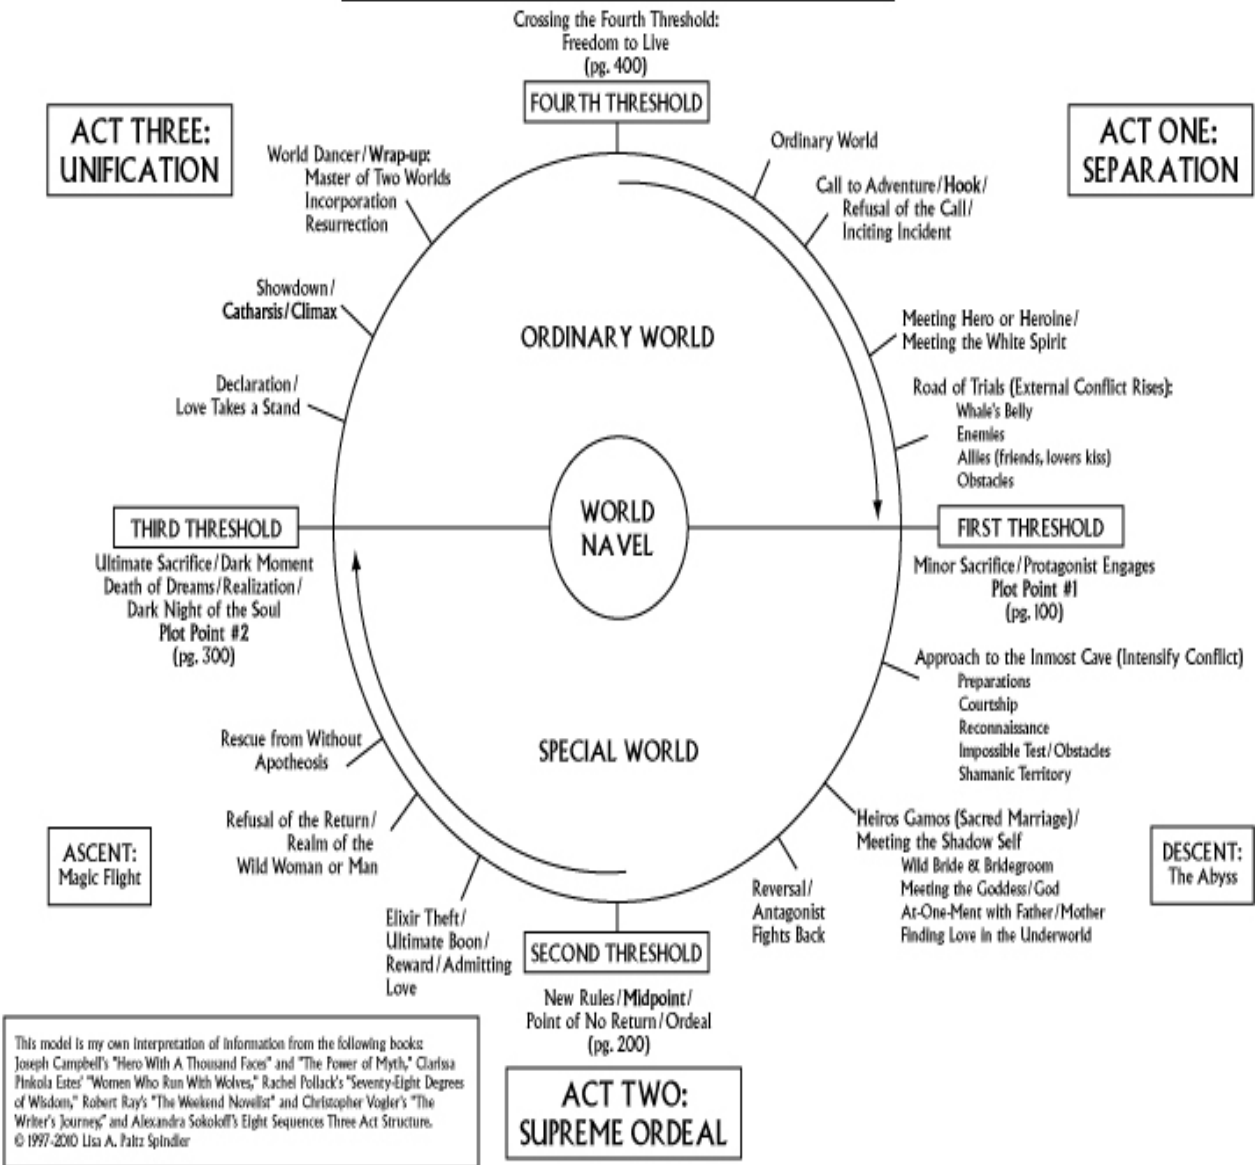 Crossing the Fourth Threshold:
Freedom to Live
(pg. 400)
FOURTH THRESHOLD
ACT THREE:
UNIFICATION
ACT ONE:
SEPARATION
Ordinary World
Call to Adventure/Hook/
Refusal of the Call/
Inciting Incident
Meeting Hero or Heroine/
Meeting the White Spirit
Road of Trials (External Conflict Rises):
Whale's Belly
Enemies
Allies (friends, lovers kiss)
Obstacles
FIRST THRESHOLD
Minor Sacrifice/Protagonist Engages
Plot Point #1
(pg. 100)
Approach to the Inmost Cave (Intensify Conflict)
Preparations
Courtship
Reconnaissance
Impossible Test/Obstacles
Shamanic Territory
Heiros Gamos (Sacred Marriage)/
Meeting the Shadow Self
Wild Bride & Bridegroom
Meeting the Goddess/God
At-One-Ment with Father/Mother
Finding Love in the Underworld
DESCENT:
The Abyss
Reversal/
Antagonist
Fights Back
SECOND THRESHOLD
New Rules/Midpoint/
Point of No Return/Ordeal
(pg. 200)
ACT TWO:
SUPREME ORDEAL
Elixir Theft/
Ultimate Boon/
Reward/Admitting
Love
Refusal of the Return/
Realm of the
Wild Woman or Man
ASCENT:
Magic Flight
Rescue from Without
Apotheosis
THIRD THRESHOLD
Ultimate Sacrifice/Dark Moment
Death of Dreams/Realization/
Dark Night of the Soul
Plot Point #2
(pg. 300)
Declaration/
Love Takes a Stand
Showdown/
Catharsis/Climax
World Dancer/Wrap-up:
Master of Two Worlds
Incorporation
Resurrection
ORDINARY WORLD
WORLD
NAVEL
SPECIAL WORLD
This model is my own interpretation of information from the following books:
Joseph Campbell's "Hero With A Thousand Faces" and "The Power of Myth," Clarissa
Pinkola Estes' "Women Who Run With Wolves," Rachel Pollack's "Seventy-Eight Degrees
of Wisdom," Robert Ray's "The Weekend Novelist" and Christopher Vogler's "The
Writer's Journey," and Alexandra Sokoloff's Eight Sequences Three Act Structure.
© 1997-2010 Lisa A. Paitz Spindler